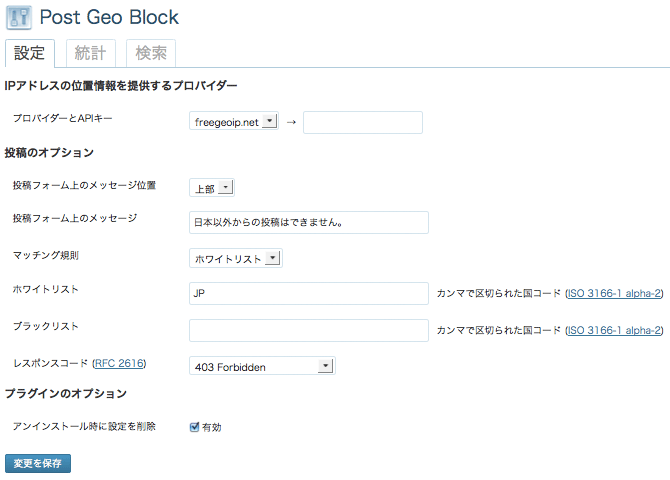 Post Geo Block
設定 統計 検索
IPアドレスの位置情報を提供するプロバイダー
プロバイダーとAPIキー freegeoip.net →
投稿のオプション
投稿フォーム上のメッセージ位置 上部
投稿フォーム上のメッセージ 日本以外からの投稿はできません。
マッチング規則 ホワイトリスト
ホワイトリスト JP カンマで区切られた国コード (ISO 3166-1 alpha-2)
ブラックリスト カンマで区切られた国コード (ISO 3166-1 alpha-2)
レスポンスコード (RFC 2616) 403 Forbidden
プラグインのオプション
アンインストール時に設定を削除 有効
変更を保存